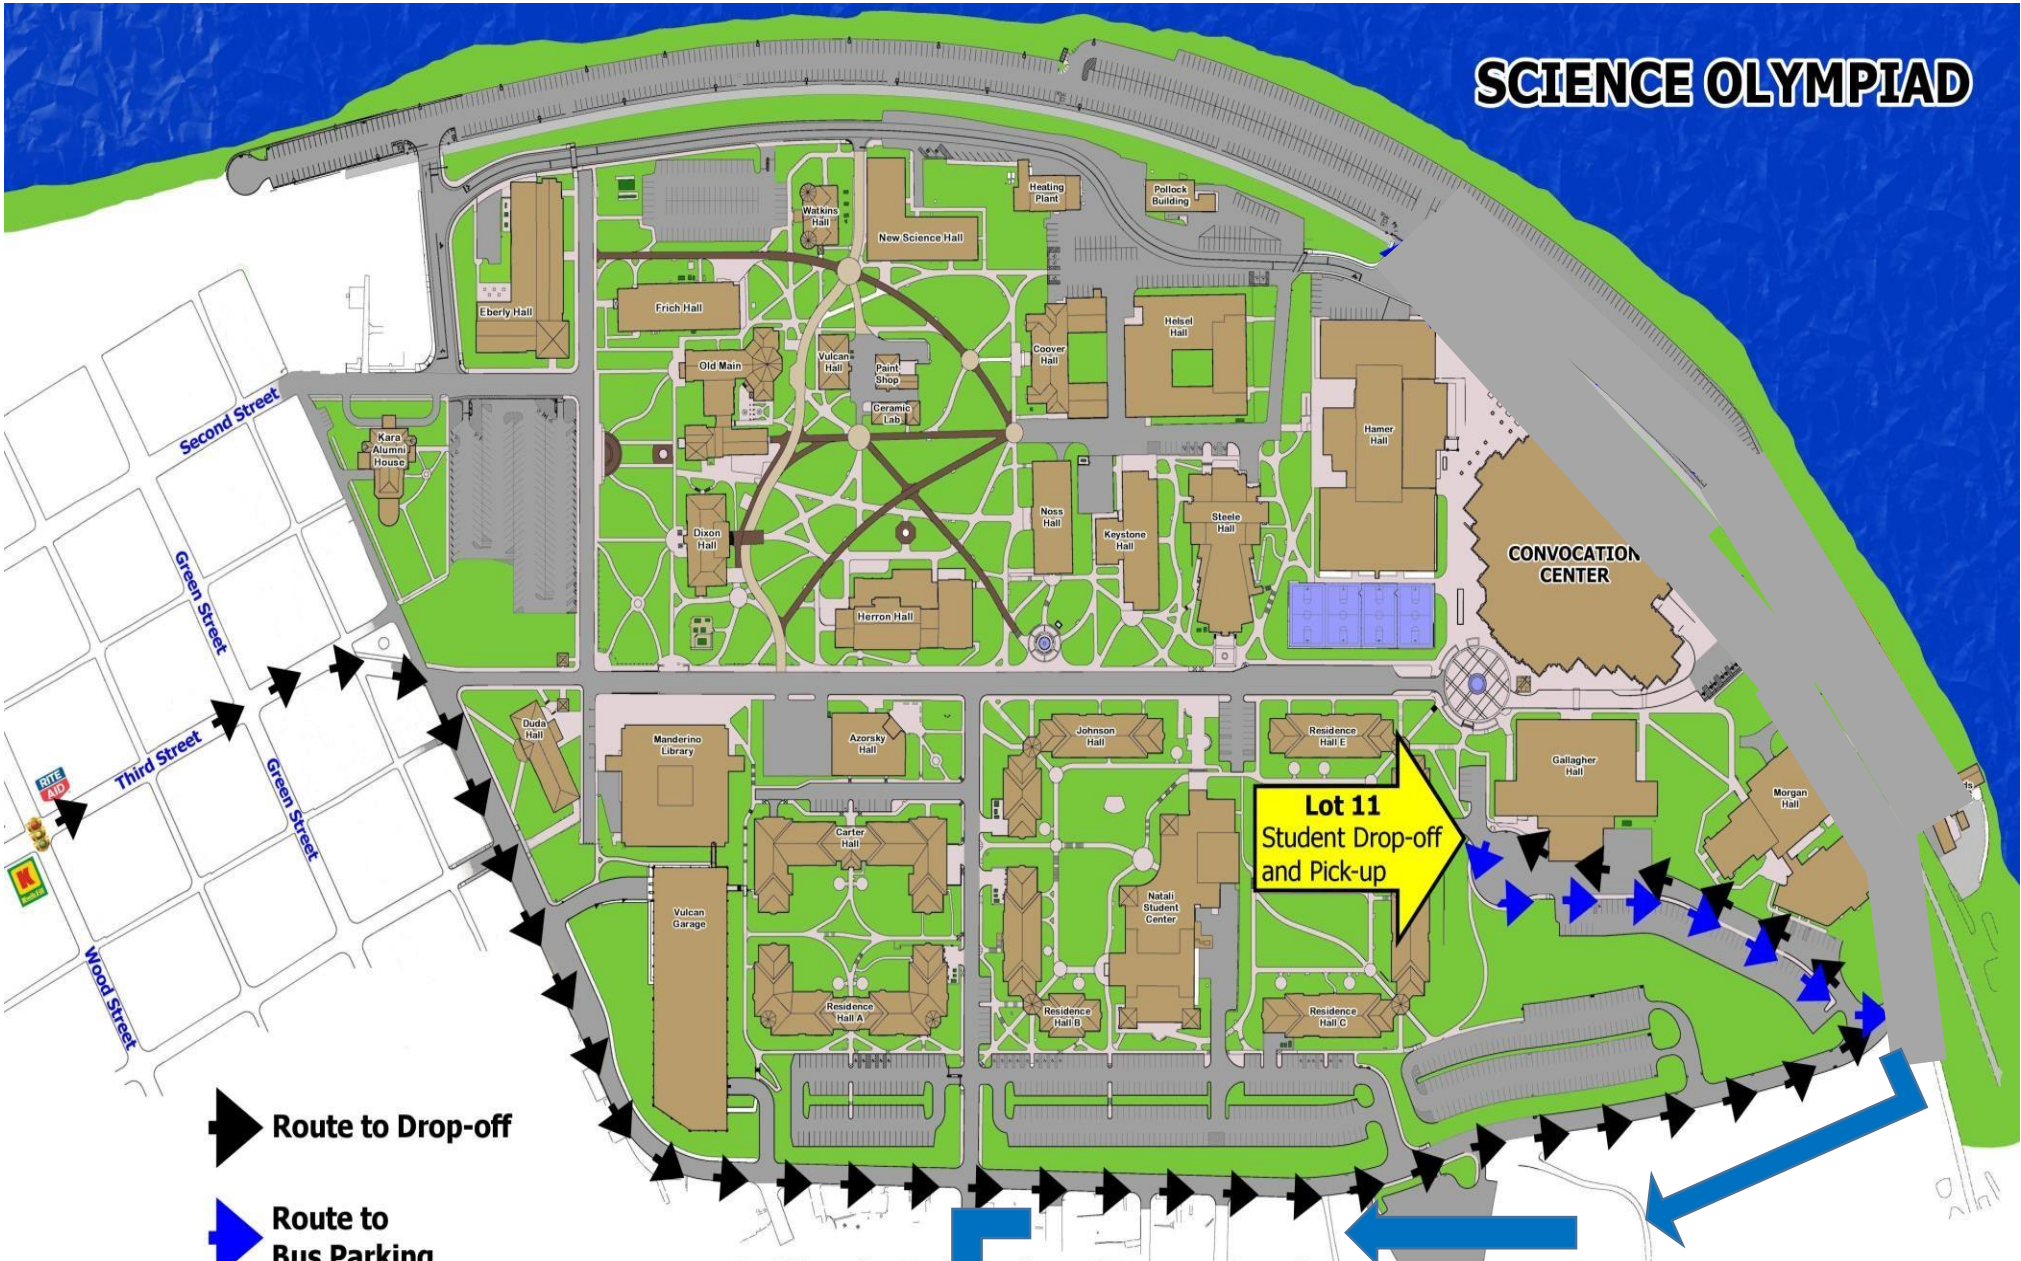 SCIENCE OLYMPIAD
Heating
Plant
Pollock
Building
Watkins
Hall
New Science Hall
Eberly Hall
Frich Hall
Helsel
Hall
Old Main
Vulcan
Hall
Paint
Shop
Coover
Hall
Ceramic
Lab
Second Street
Kara
Alumni
House
Hamer
Hall
Noss
Hall
Keystone
Hall
Steele
Hall
Dixon
Hall
CONVOCATION
CENTER
Green Street
Herron Hall
Third Street
RITE
AID
K
Green Street
Wood Street
Duda
Hall
Manderino
Library
Azorsky
Hall
Johnson
Hall
Residence
Hall E
Gallagher
Hall
Morgan
Hall
Lot 11
Student Drop-off
and Pick-up
Carter
Hall
Vulcan
Garage
Natali
Student
Center
Residence
Hall A
Residence
Hall B
Residence
Hall C
Route to Drop-off
Route to
Bus Parking